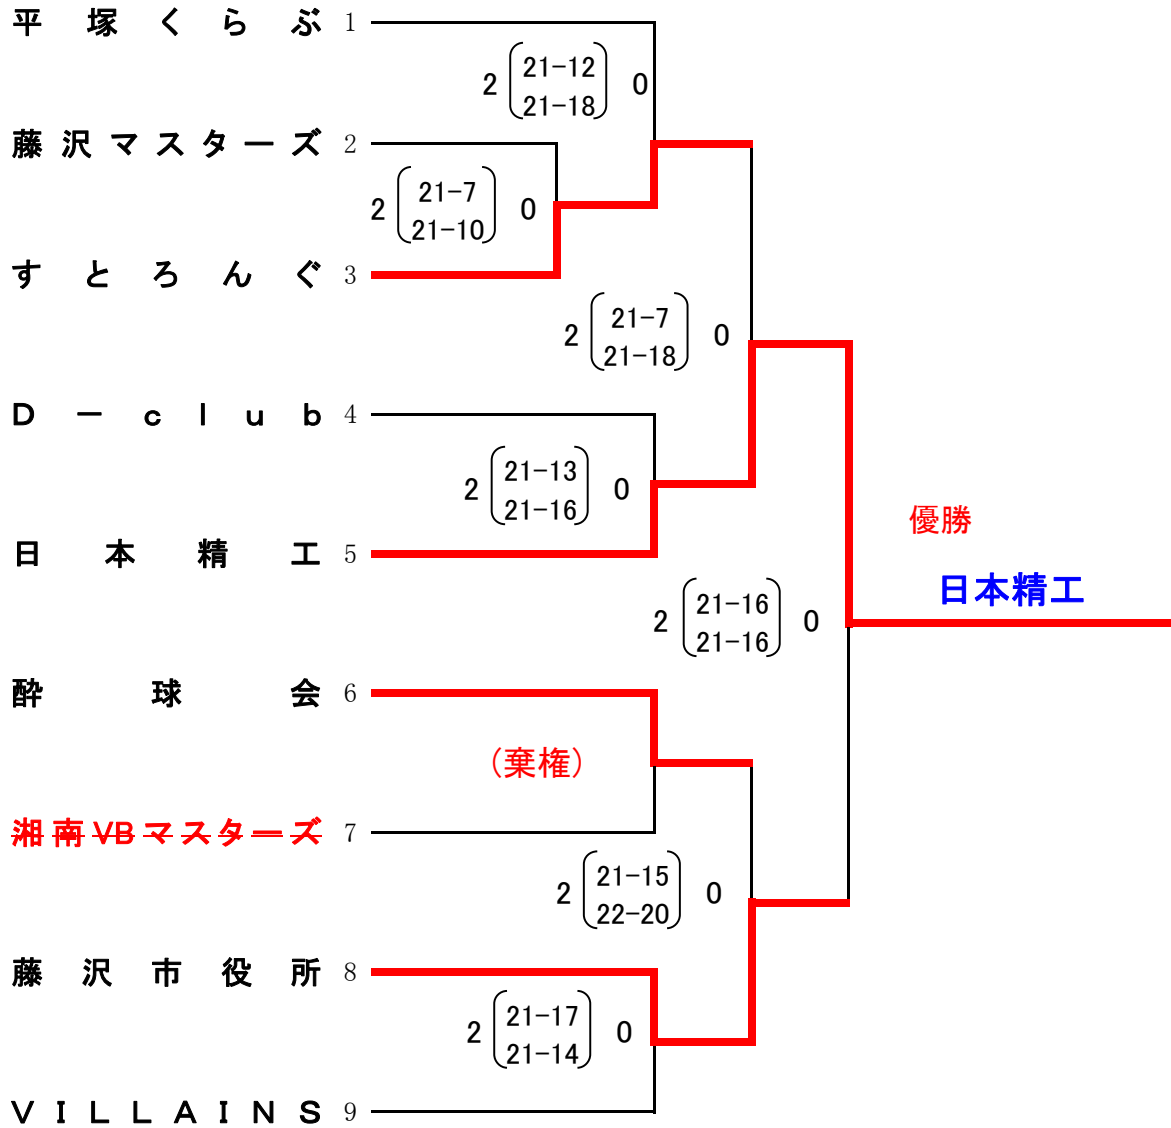 平塚くらぶ 1
2 21-12 0
21-18
藤沢マスターズ 2
2 21-7 0
21-10
すとろんぐ 3
2 21-7 0
21-18
D-club 4
2 21-13 0
21-16
優勝
日本精工 5
日本精工
2 21-16 0
21-16
酔球会 6
(棄権)
湘南VBマスターズ 7
2 21-15 0
22-20
藤沢市役所 8
2 21-17 0
21-14
VILLAINS 9